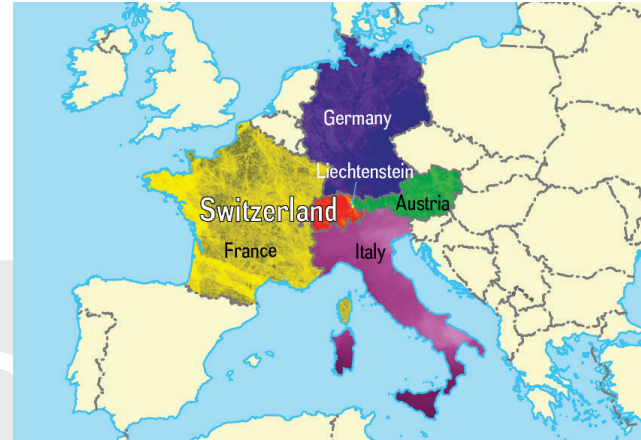 Germany
Liechtenstein
Switzerland
Austria
France
Italy